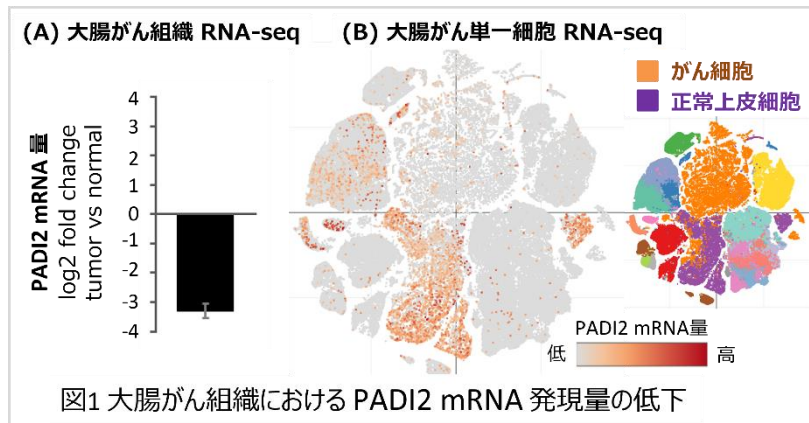 (A) 大腸がん組織 RNA-seq
(B) 大腸がん単一細胞 RNA-seq
PADI2 mRNA 量
log2 fold change
tumor vs normal
4
3
2
1
0
-1
-2
-3
-4
がん細胞
正常上皮細胞
PADI2 mRNA量
低
高
図1 大腸がん組織における PADI2 mRNA 発現量の低下